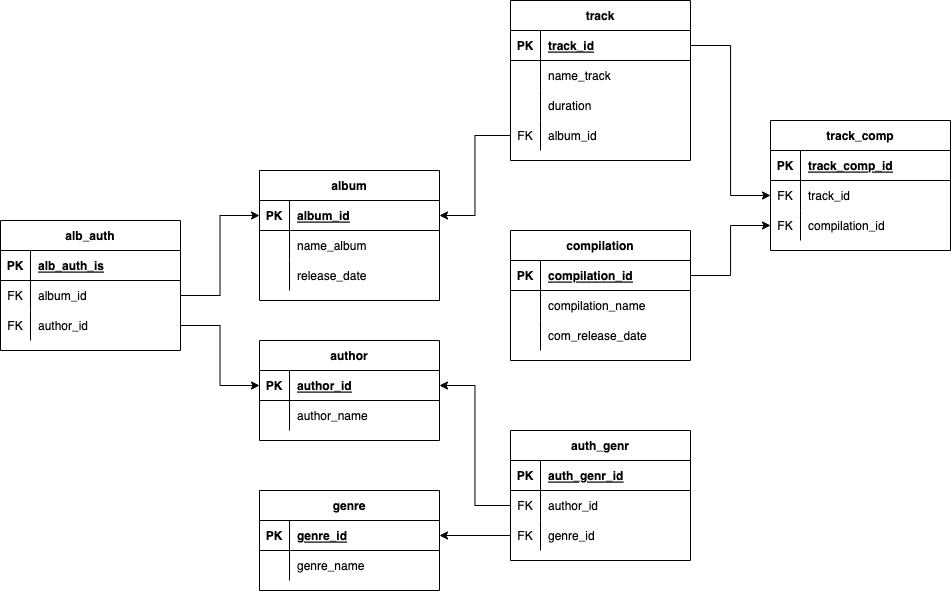 track
PK track_id
name_track
duration
FK album_id
track_comp
PK track_comp_id
FK track_id
FK compilation_id
album
PK album_id
name_album
release_date
alb_auth
PK alb_auth_is
FK album_id
FK author_id
compilation
PK compilation_id
compilation_name
com_release_date
author
PK author_id
author_name
auth_genr
PK auth_genr_id
FK author_id
FK genre_id
genre
PK genre_id
genre_name